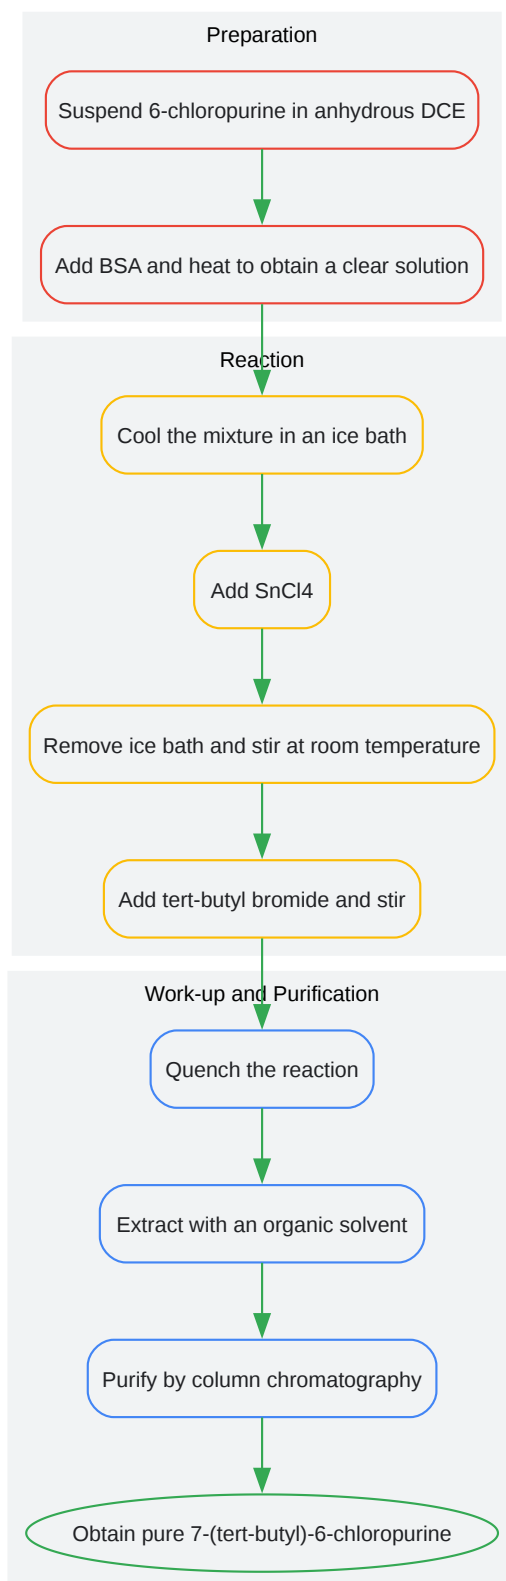 Preparation
Suspend 6-chloropurine in anhydrous DCE
Add BSA and heat to obtain a clear solution
Reaction
Cool the mixture in an ice bath
Add SnCl4
Remove ice bath and stir at room temperature
Add tert-butyl bromide and stir
Work-up and Purification
Quench the reaction
Extract with an organic solvent
Purify by column chromatography
Obtain pure 7-(tert-butyl)-6-chloropurine